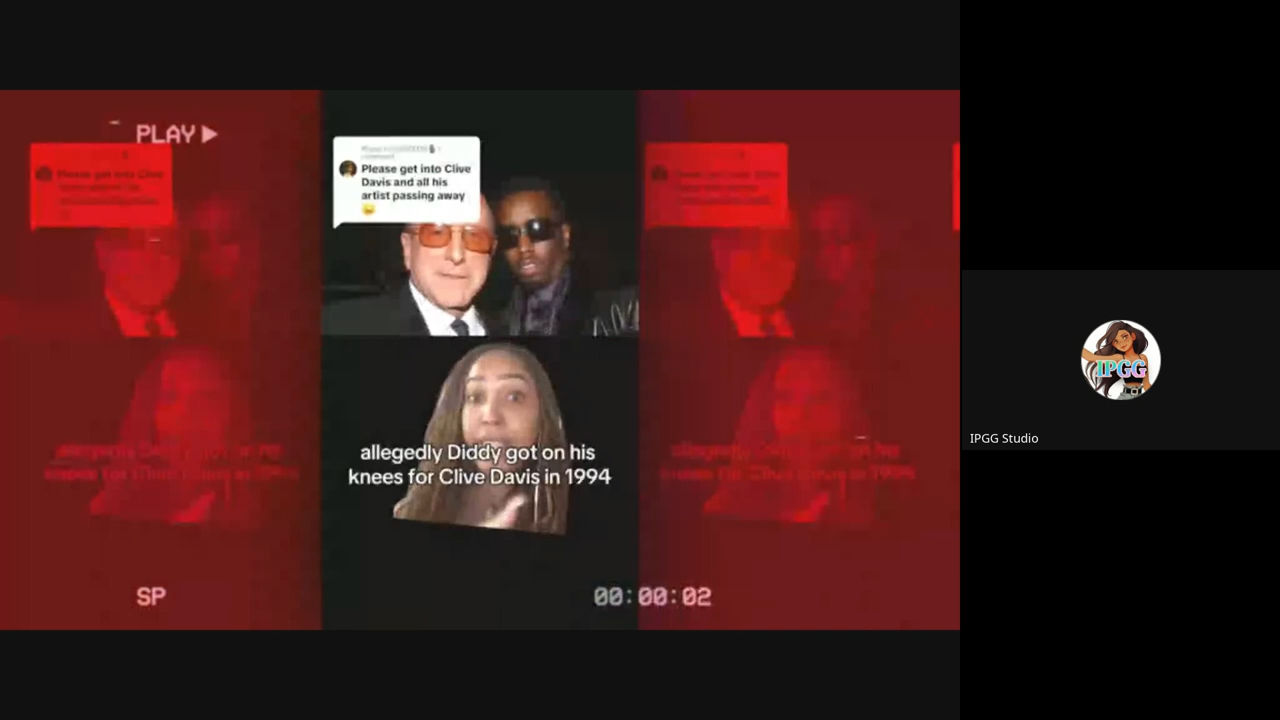 PLAY
Please get into Clive
Davis and all his
artist passing away
😩
allegedly Diddy got on his
knees for Clive Davis in 1994
SP
00:00:02
IPGG
IPGG Studio